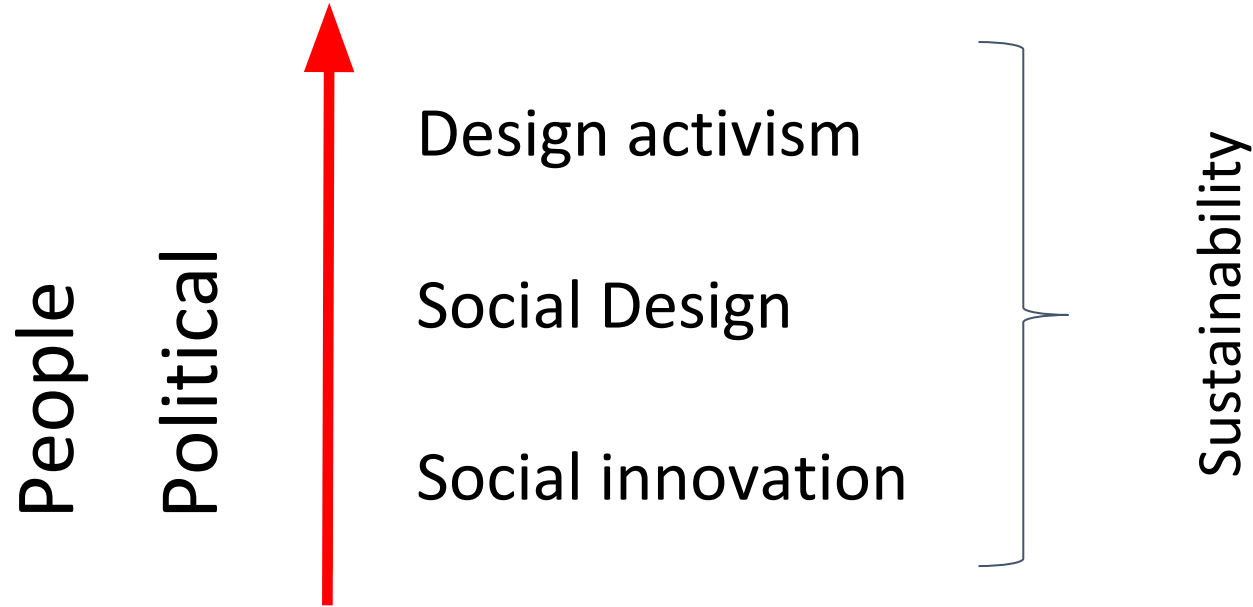 People
Political
Design activism
Social Design
Social innovation
Sustainability